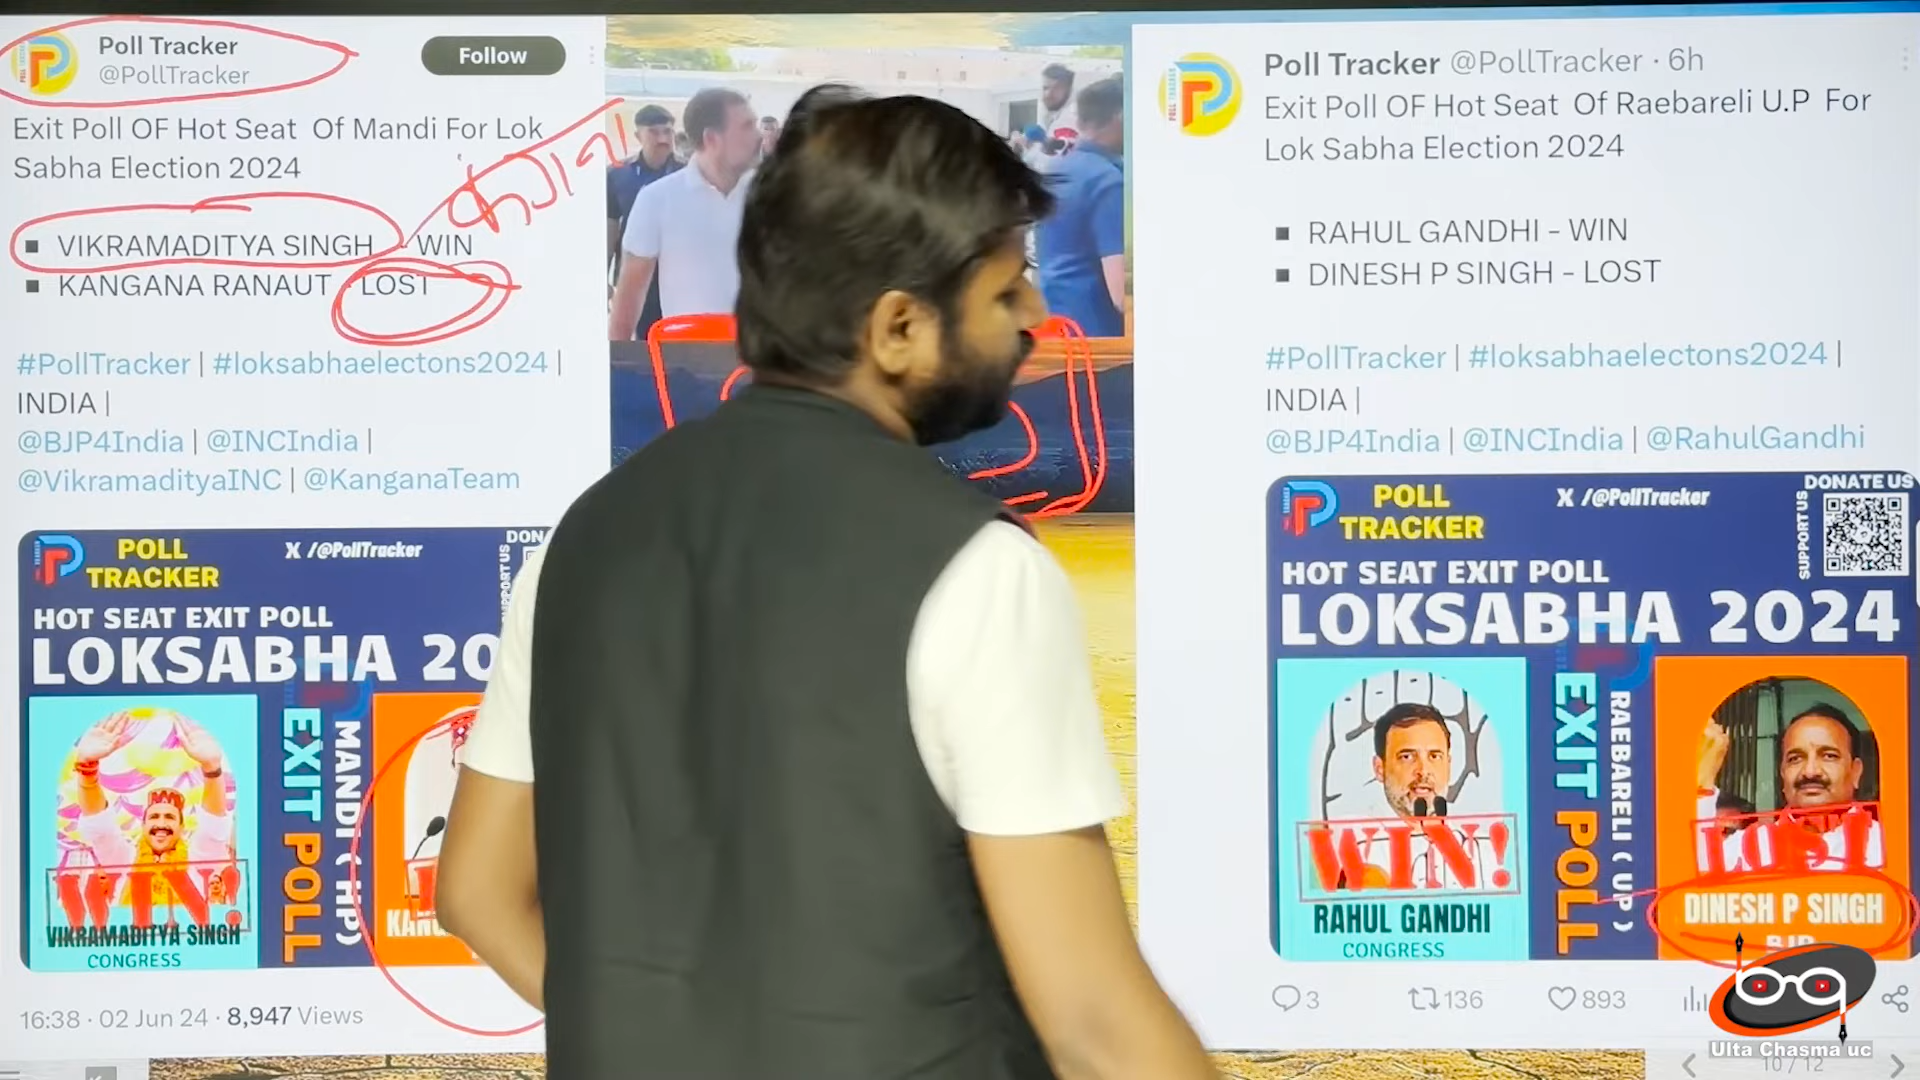 Poll Tracker
@PollTracker
Follow
Exit Poll OF Hot Seat Of Mandi For Lok
Sabha Election 2024
कंगना
▪ VIKRAMADITYA SINGH - WIN
▪ KANGANA RANAUT - LOST
#PollTracker | #loksabhaelectons2024 |
INDIA |
@BJP4India | @INCIndia |
@VikramadityaINC | @KanganaTeam
POLL
TRACKER
X /@PollTracker
HOT SEAT EXIT POLL
LOKSABHA 20
WIN!
VIKRAMADITYA SINGH
CONGRESS
EXIT POLL
MANDI ( HP)
16:38 · 02 Jun 24 · 8,947 Views
Poll Tracker @PollTracker · 6h
Exit Poll OF Hot Seat Of Raebareli U.P For
Lok Sabha Election 2024
▪ RAHUL GANDHI - WIN
▪ DINESH P SINGH - LOST
#PollTracker | #loksabhaelectons2024 |
INDIA |
@BJP4India | @INCIndia | @RahulGandhi
POLL
TRACKER
X /@PollTracker
DONATE US
SUPPORT US
HOT SEAT EXIT POLL
LOKSABHA 2024
WIN!
RAHUL GANDHI
CONGRESS
EXIT POLL
RAEBARELI ( UP )
LOST
DINESH P SINGH
BJP
3
136
893
Ulta Chasma uc
10 / 12